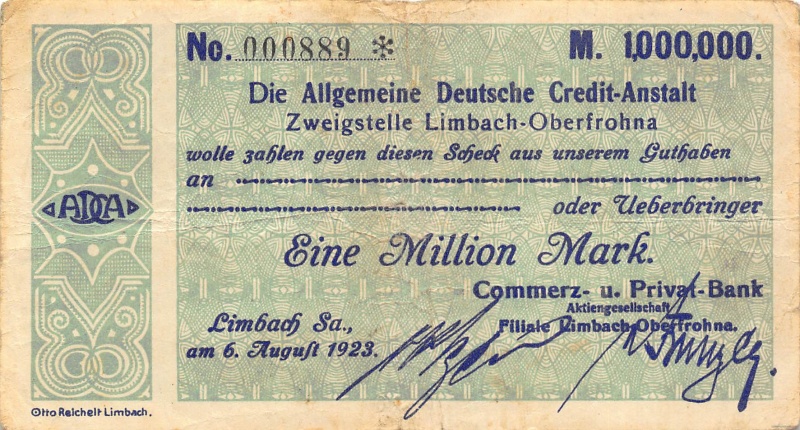 No. 000889 * M. 1,000,000.
Die Allgemeine Deutsche Credit-Anstalt
Zweigstelle Limbach-Oberfrohna
wolle zahlen gegen diesen Scheck aus unserem Guthaben
an
oder Ueberbringer
ADCA
Eine Million Mark.
Commerz- u. Privat-Bank
Aktiengesellschaft
Filiale Limbach-Oberfrohna.
Limbach Sa.,
am 6. August 1923.
Otto Reichelt Limbach.